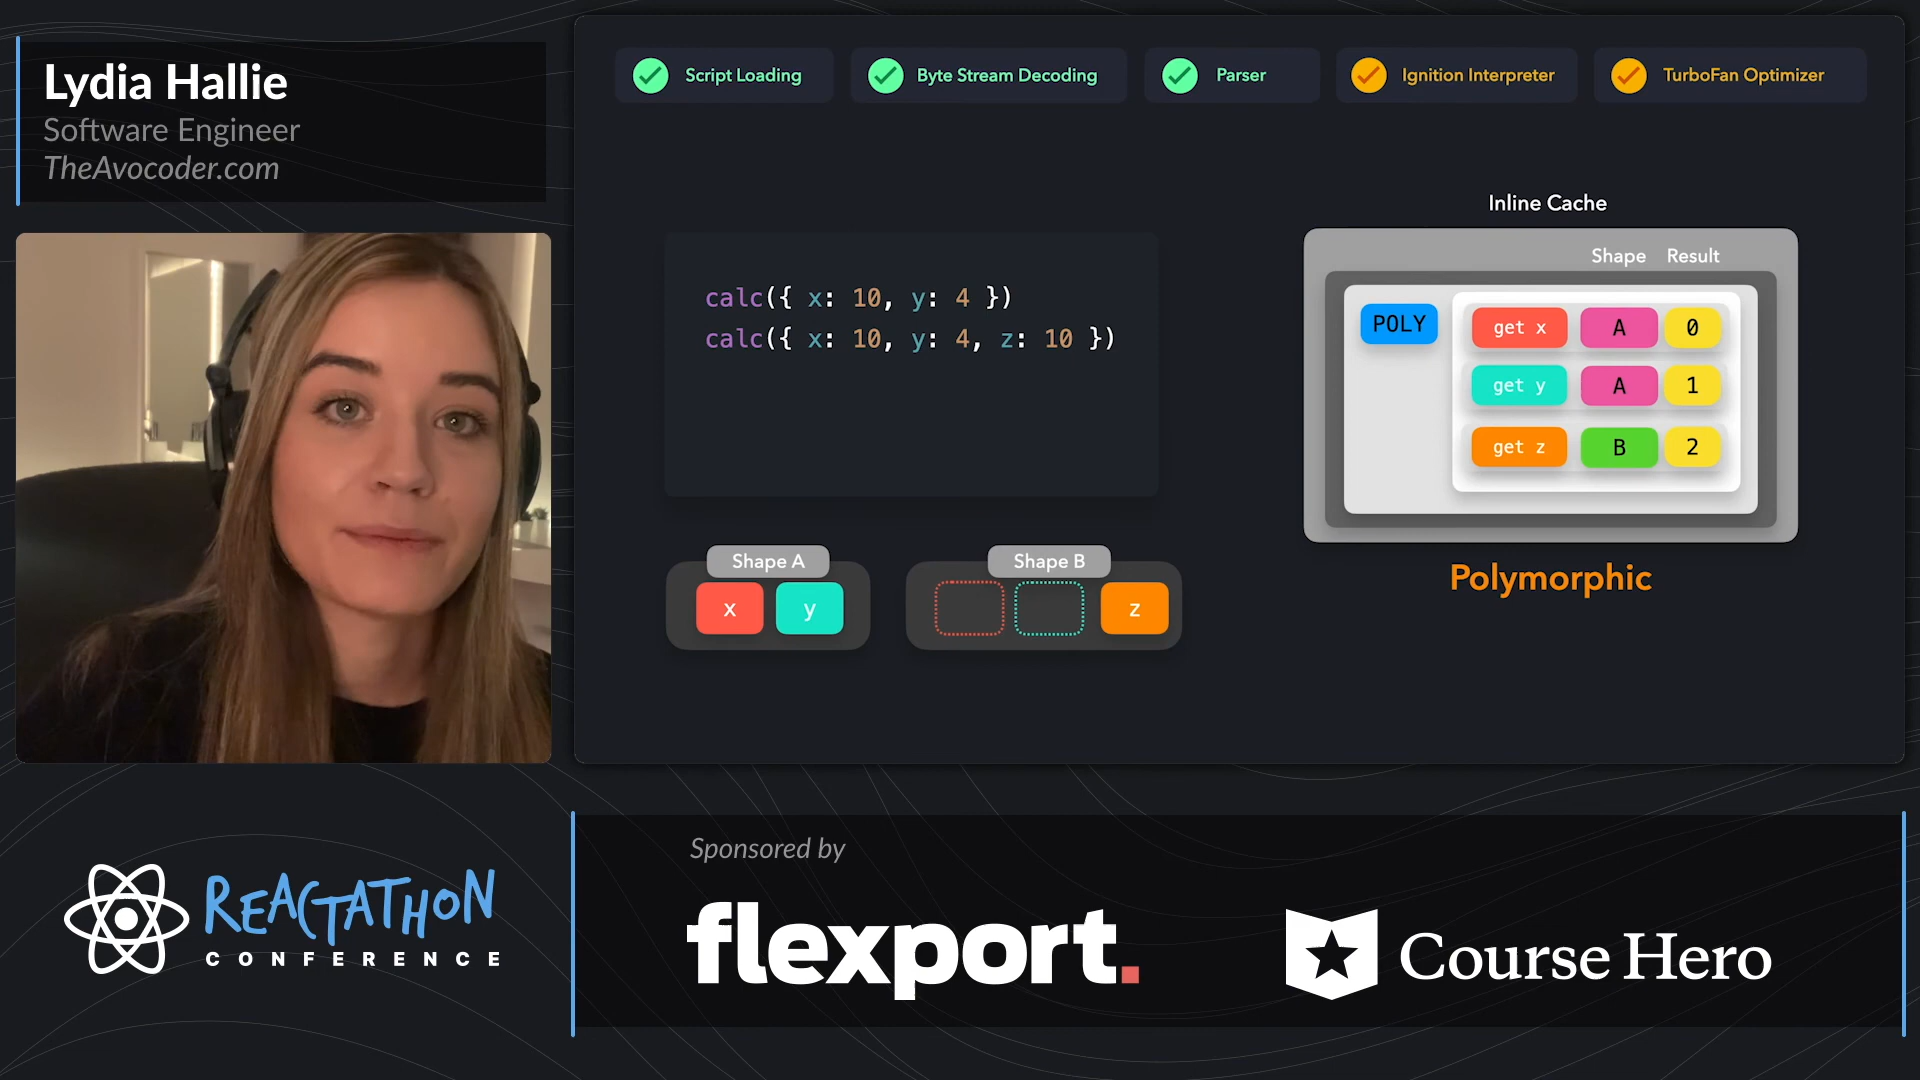 Lydia Hallie
Software Engineer
TheAvocoder.com
Script Loading
Byte Stream Decoding
Parser
Ignition Interpreter
TurboFan Optimizer
calc({ x: 10, y: 4 })
calc({ x: 10, y: 4, z: 10 })
Shape A
x y
Shape B
z
Inline Cache
Shape Result
POLY
get x A 0
get y A 1
get z B 2
Polymorphic
REACTATHON
CONFERENCE
Sponsored by
flexport.
Course Hero